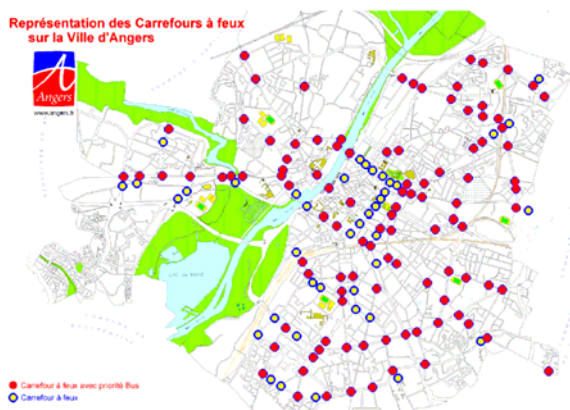 Représentation des Carrefours à feux
sur la Ville d'Angers
Angers
www.angers.fr
LAC de MAINE
Carrefour à feux avec priorité Bus
Carrefour à feux